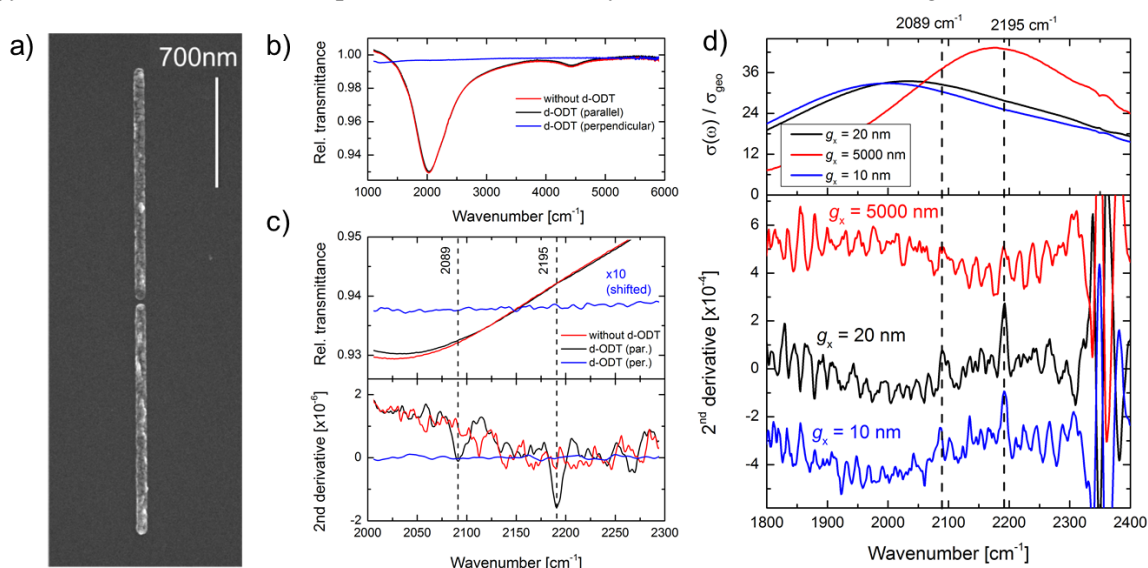 a)
700nm
b)
Rel. transmittance
1.00
0.98
0.96
0.94
without d-ODT
d-ODT (parallel)
d-ODT (perpendicular)
1000 2000 3000 4000 5000 6000
Wavenumber [cm⁻¹]
c)
Rel. transmittance
0.95
0.94
0.93
2089
2195
x10
(shifted)
without d-ODT
d-ODT (par.)
d-ODT (per.)
2nd derivative [x10⁻⁶]
2
1
0
-1
-2
2000 2050 2100 2150 2200 2250 2300
Wavenumber [cm⁻¹]
d)
2089 cm⁻¹ 2195 cm⁻¹
σ(ω) / σgeo
36
24
12
0
gx = 20 nm
gx = 5000 nm
gx = 10 nm
2nd derivative [x10⁻⁴]
6
4
2
0
-2
-4
gx = 5000 nm
gx = 20 nm
gx = 10 nm
1800 1900 2000 2100 2200 2300 2400
Wavenumber [cm⁻¹]